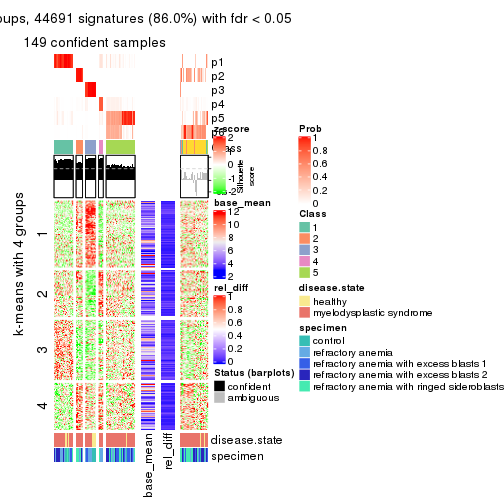 oups, 44691 signatures (86.0%) with fdr < 0.05
149 confident samples
p1
p2
p3
p4
p5
p6
Class
Silhouette
score
k-means with 4 groups
1
2
3
4
base_mean
rel_diff
disease.state
specimen
z-score
2
1
0
-1
-2
base_mean
12
10
8
6
4
2
rel_diff
1
0.8
0.6
0.4
0.2
0
Status (barplots)
confident
ambiguous
Prob
1
0.8
0.6
0.4
0.2
0
Class
1
2
3
4
5
disease.state
healthy
myelodysplastic syndrome
specimen
control
refractory anemia
refractory anemia with excess blasts 1
refractory anemia with excess blasts 2
refractory anemia with ringed sideroblasts